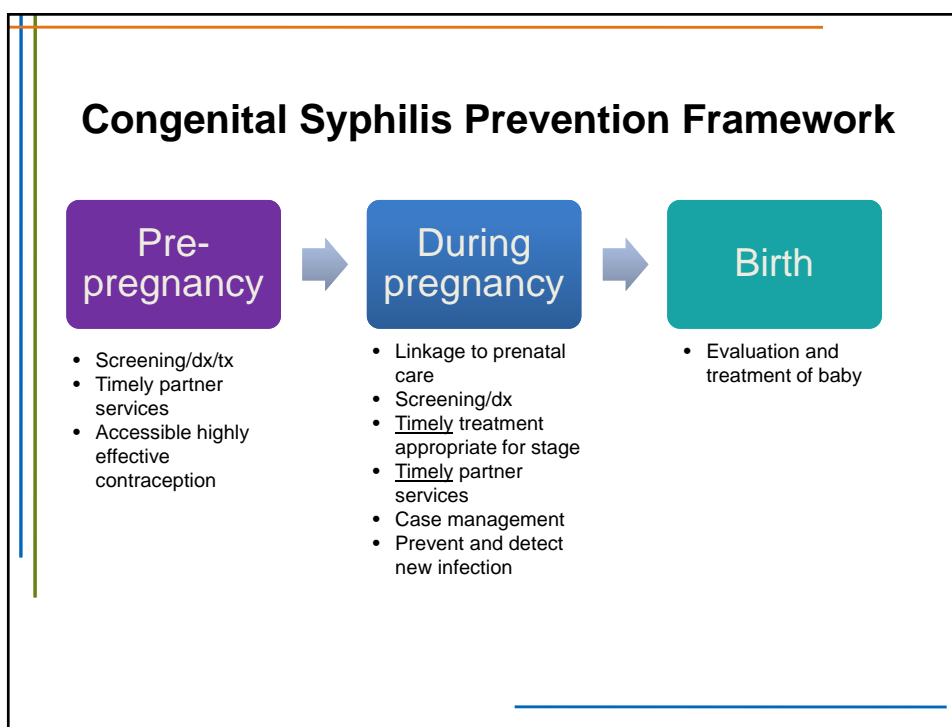 Congenital Syphilis Prevention Framework
Pre-
pregnancy
• Screening/dx/tx
• Timely partner
services
• Accessible highly
effective
contraception
During
pregnancy
• Linkage to prenatal
care
• Screening/dx
• Timely treatment
appropriate for stage
• Timely partner
services
• Case management
• Prevent and detect
new infection
Birth
• Evaluation and
treatment of baby